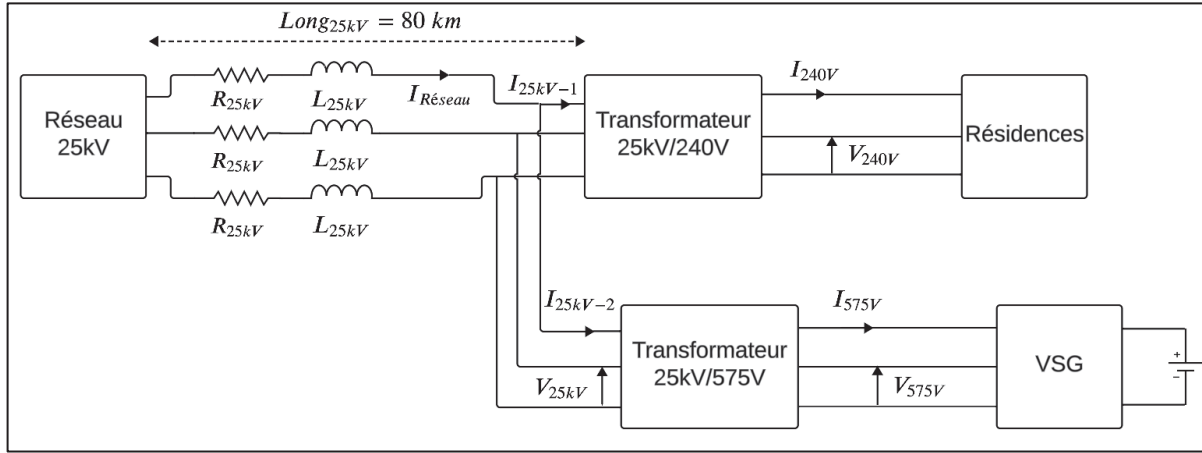 Long25kV = 80 km
Réseau
25kV
R25kV
L25kV
IRéseau
R25kV
L25kV
R25kV
L25kV
I25kV−1
Transformateur
25kV/240V
I240V
V240V
Résidences
I25kV−2
V25kV
Transformateur
25kV/575V
I575V
V575V
VSG
+
−